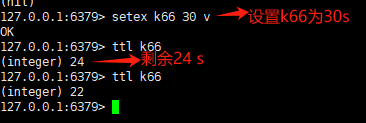 (nil)
127.0.0.1:6379> setex k66 30 v 设置k66为30s
OK
127.0.0.1:6379> ttl k66
(integer) 24 剩余24 s
127.0.0.1:6379> ttl k66
(integer) 22
127.0.0.1:6379>